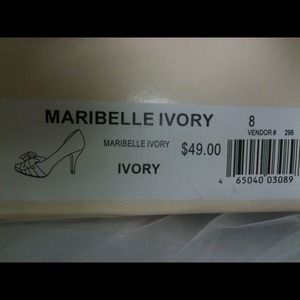 MARIBELLE IVORY 8
VENDOR # 298
MARIBELLE IVORY $49.00
IVORY
4 65040 03089